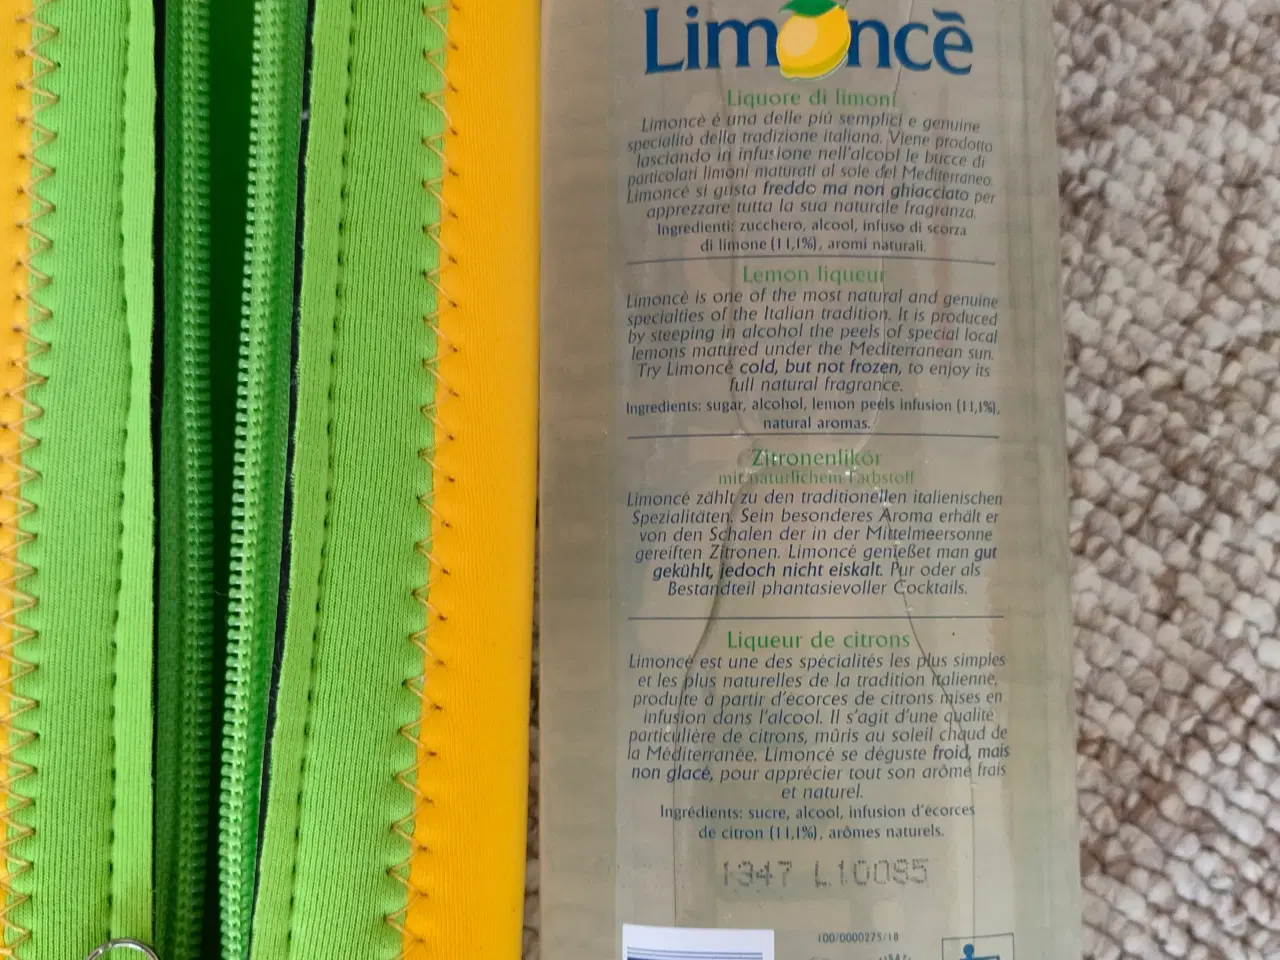 Limoncē
Liquore di limoni
Limoncè è una delle più semplici e genuine
specialità della tradizione italiana. Viene prodotto
lasciando in infusione nell'alcool le bucce di
particolari limoni maturati al sole del Mediterraneo.
Limoncè si gusta freddo ma non ghiacciato per
apprezzare tutta la sua naturale fragranza.
Ingredienti: zucchero, alcool, infuso di scorza
di limone (11,1%), aromi naturali.
Lemon liqueur
Limoncé is one of the most natural and genuine
specialties of the Italian tradition. It is produced
by steeping in alcohol the peels of special local
lemons matured under the Mediterranean sun.
Try Limoncé cold, but not frozen, to enjoy its
full natural fragrance.
Ingredients: sugar, alcohol, lemon peels infusion (11,1%),
natural aromas.
Zitronenlikör
mit natürlichem Farbstoff
Limoncé zählt zu den traditionellen italienischen
Spezialitäten. Sein besonderes Aroma erhält er
von den Schalen der in der Mittelmeersonne
gereiften Zitronen. Limoncé genießet man gut
gekühlt, jedoch nicht eiskalt. Pur oder als
Bestandteil phantasievoller Cocktails.
Liqueur de citrons
Limoncé est une des spécialités les plus simples
et les plus naturelles de la tradition italienne,
produite à partir d'écorces de citrons mises en
infusion dans l'alcool. Il s'agit d'une qualité
particulière de citrons, mûris au soleil chaud de
la Méditerranée. Limoncé se déguste froid, mais
non glacé, pour apprécier tout son arôme frais
et naturel.
Ingrédients: sucre, alcool, infusion d'écorces
de citron (11,1%), arômes naturels.
1347 L10085
100/0000275/18